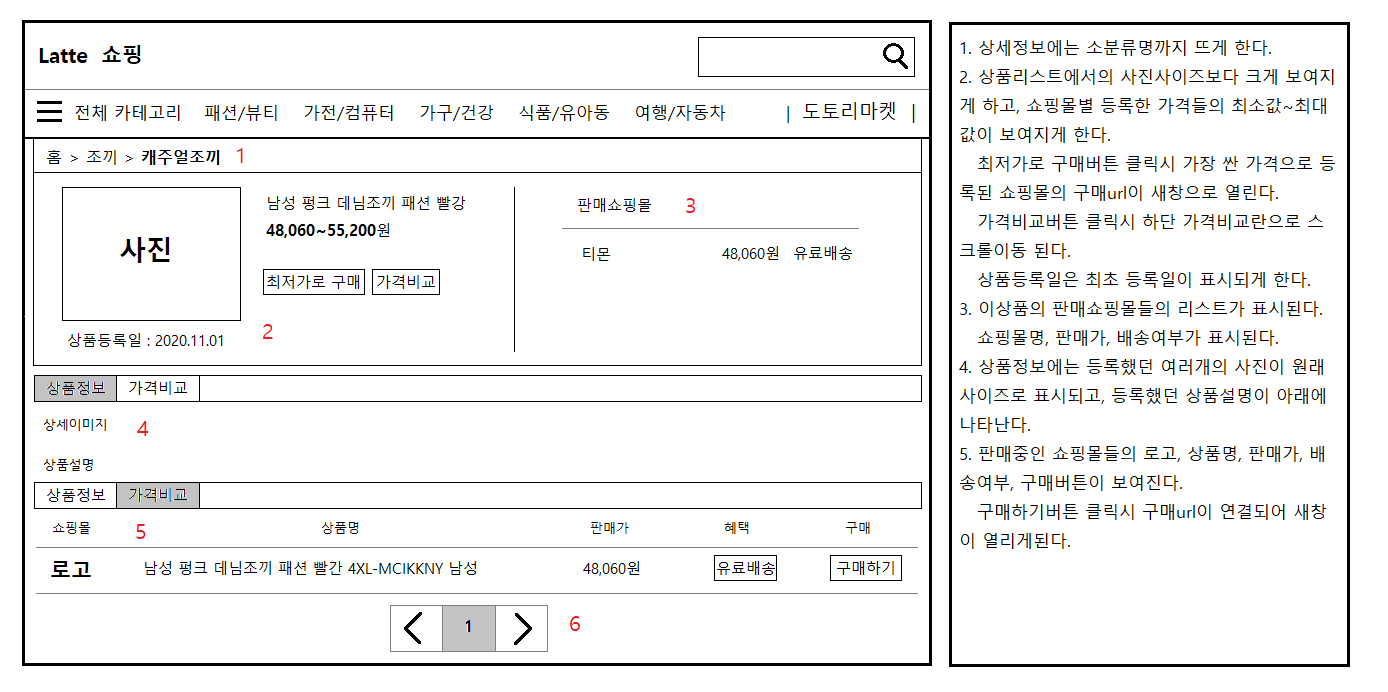 Latte 쇼핑
전체 카테고리 패션/뷰티 가전/컴퓨터 가구/건강 식품/유아동 여행/자동차 | 도토리마켓 |
홈 > 조끼 > 캐주얼조끼 1
사진
상품등록일 : 2020.11.01
남성 펑크 데님조끼 패션 빨강
48,060~55,200원
최저가로 구매 가격비교
2
판매쇼핑몰 3
티몬 48,060원 유료배송
상품정보 가격비교
상세이미지 4
상품설명
상품정보 가격비교
쇼핑몰 5 상품명 판매가 혜택 구매
로고 남성 펑크 데님조끼 패션 빨간 4XL-MCIKKNY 남성 48,060원 유료배송 구매하기
< 1 > 6
1. 상세정보에는 소분류명까지 뜨게 한다.
2. 상품리스트에서의 사진사이즈보다 크게 보여지
게 하고, 쇼핑몰별 등록한 가격들의 최소값~최대
값이 보여지게 한다.
최저가로 구매버튼 클릭시 가장 싼 가격으로 등
록된 쇼핑몰의 구매url이 새창으로 열린다.
가격비교버튼 클릭시 하단 가격비교란으로 스
크롤이동 된다.
상품등록일은 최초 등록일이 표시되게 한다.
3. 이상품의 판매쇼핑몰들의 리스트가 표시된다.
쇼핑몰명, 판매가, 배송여부가 표시된다.
4. 상품정보에는 등록했던 여러개의 사진이 원래
사이즈로 표시되고, 등록했던 상품설명이 아래에
나타난다.
5. 판매중인 쇼핑몰들의 로고, 상품명, 판매가, 배
송여부, 구매버튼이 보여진다.
구매하기버튼 클릭시 구매url이 연결되어 새창
이 열리게된다.